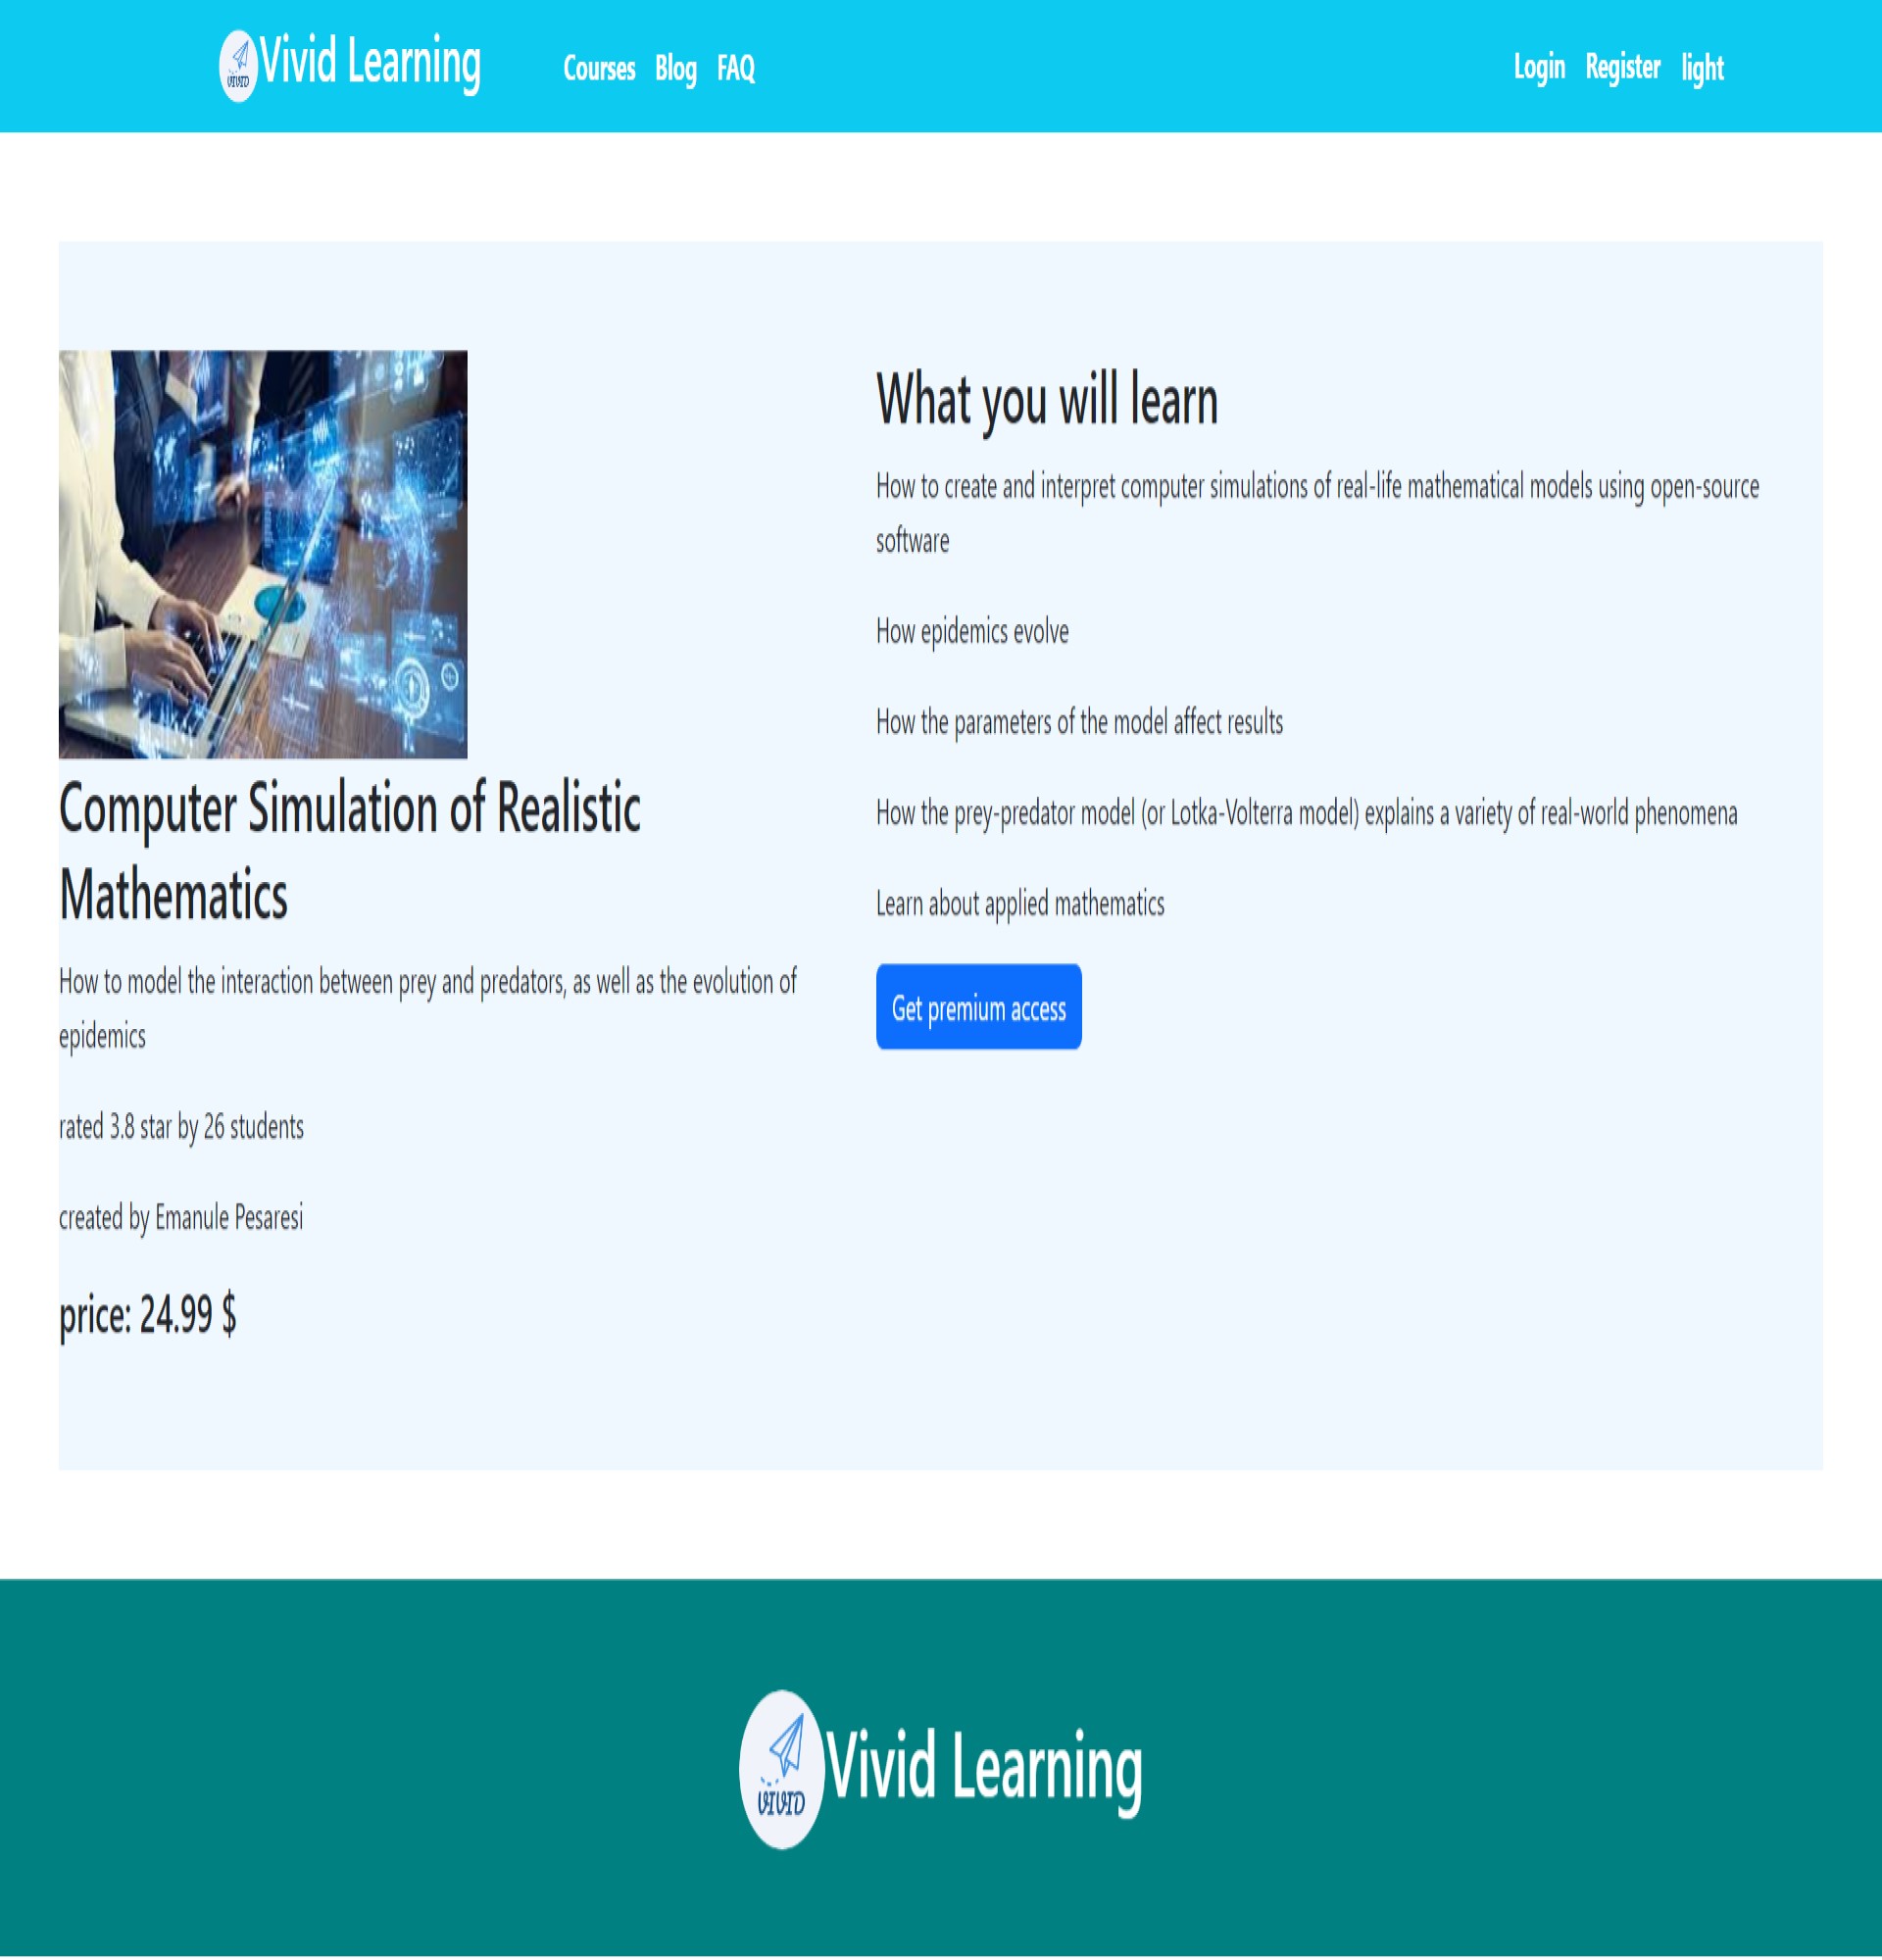 VIVID
Vivid Learning
Courses
Blog
FAQ
Login
Register
light
Computer Simulation of Realistic
Mathematics
How to model the interaction between prey and predators, as well as the evolution of
epidemics
rated 3.8 star by 26 students
created by Emanule Pesaresi
price: 24.99 $
What you will learn
How to create and interpret computer simulations of real-life mathematical models using open-source
software
How epidemics evolve
How the parameters of the model affect results
How the prey-predator model (or Lotka-Volterra model) explains a variety of real-world phenomena
Learn about applied mathematics
Get premium access
VIVID
Vivid Learning